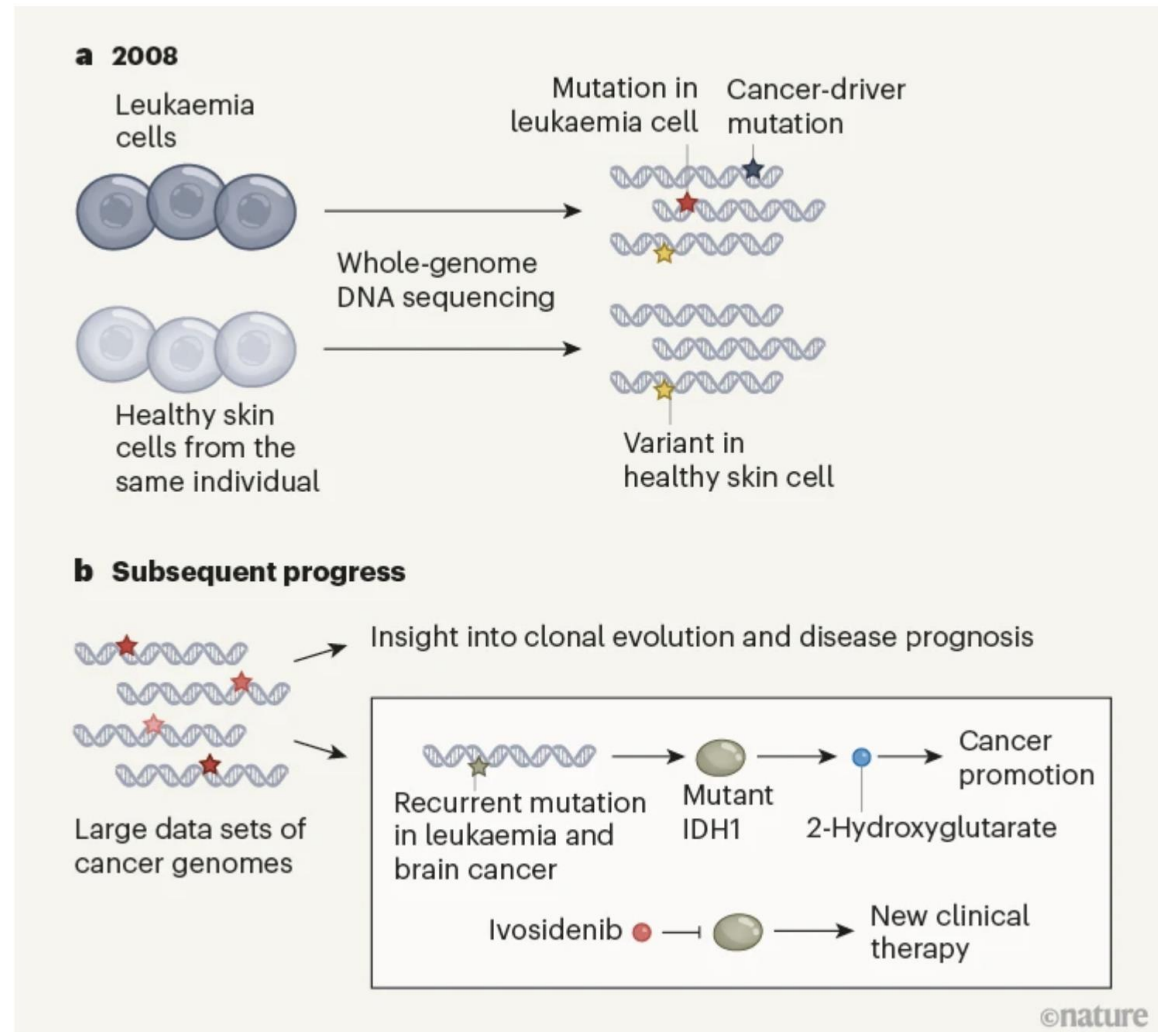 a 2008
Leukaemia
cells
Mutation in
leukaemia cell
Cancer-driver
mutation
Whole-genome
DNA sequencing
Healthy skin
cells from the
same individual
Variant in
healthy skin cell
b Subsequent progress
Insight into clonal evolution and disease prognosis
Large data sets of
cancer genomes
Recurrent mutation
in leukaemia and
brain cancer
Mutant
IDH1
2-Hydroxyglutarate
Cancer
promotion
Ivosidenib
New clinical
therapy
©nature